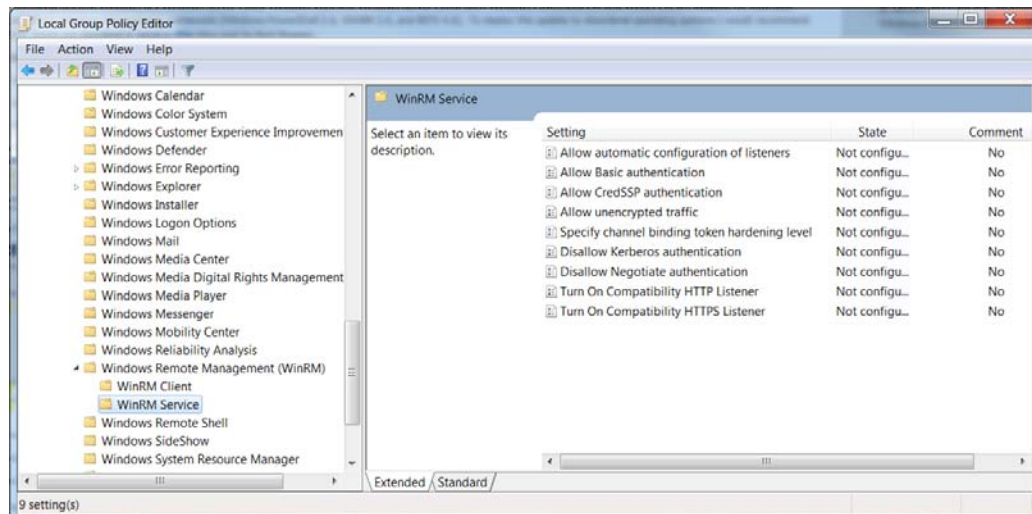 Local Group Policy Editor
File Action View Help
Windows Calendar
Windows Color System
Windows Customer Experience Improvemen
Windows Defender
Windows Error Reporting
Windows Explorer
Windows Installer
Windows Logon Options
Windows Mail
Windows Media Center
Windows Media Digital Rights Management
Windows Media Player
Windows Messenger
Windows Mobility Center
Windows Reliability Analysis
Windows Remote Management (WinRM)
WinRM Client
WinRM Service
Windows Remote Shell
Windows SideShow
Windows System Resource Manager
WinRM Service
Select an item to view its
description.
Setting State Comment
Allow automatic configuration of listeners Not configu... No
Allow Basic authentication Not configu... No
Allow CredSSP authentication Not configu... No
Allow unencrypted traffic Not configu... No
Specify channel binding token hardening level Not configu... No
Disallow Kerberos authentication Not configu... No
Disallow Negotiate authentication Not configu... No
Turn On Compatibility HTTP Listener Not configu... No
Turn On Compatibility HTTPS Listener Not configu... No
Extended Standard
9 setting(s)